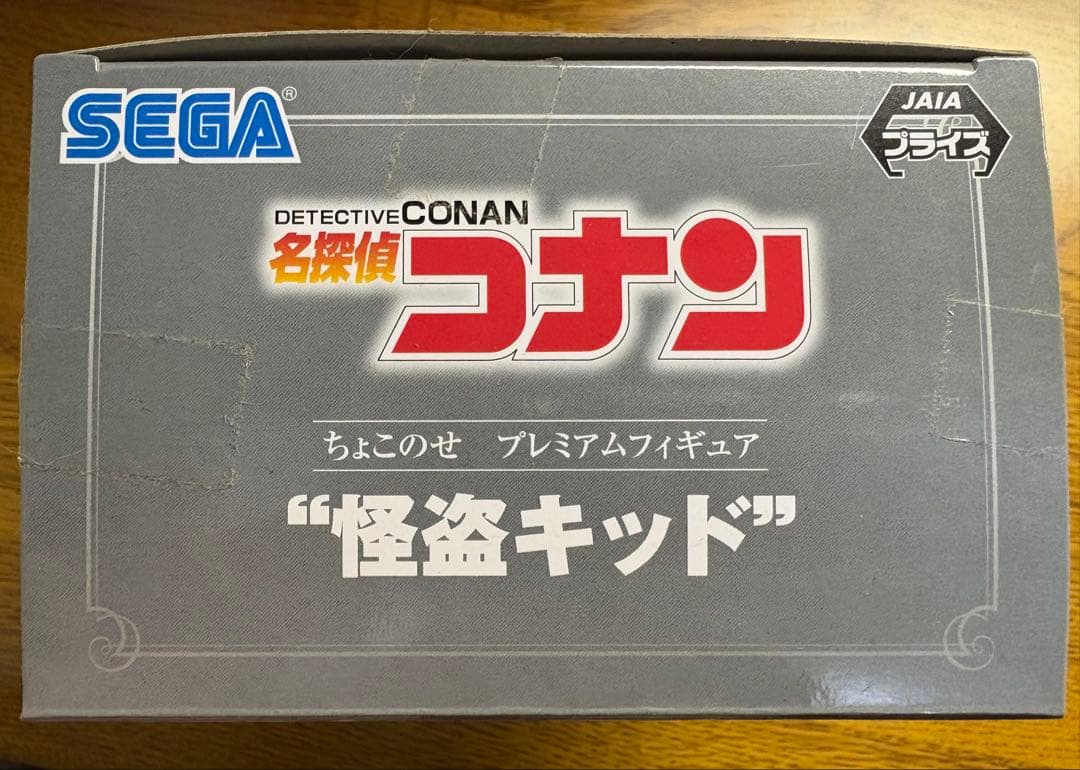 SEGA®
JAIA
プライズ
DETECTIVE CONAN
名探偵コナン
ちょこのせ プレミアムフィギュア
“怪盗キッド”